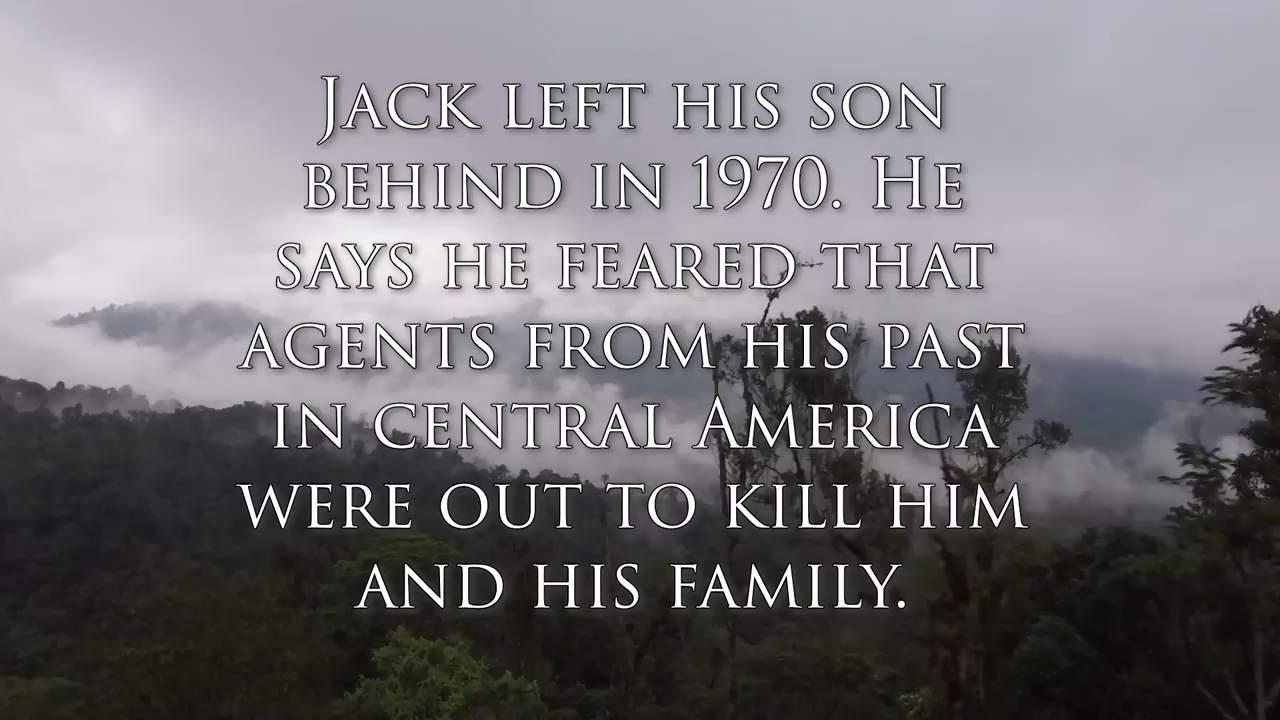 Jack left his son
behind in 1970. He
says he feared that
agents from his past
in central America
were out to kill him
and his family.